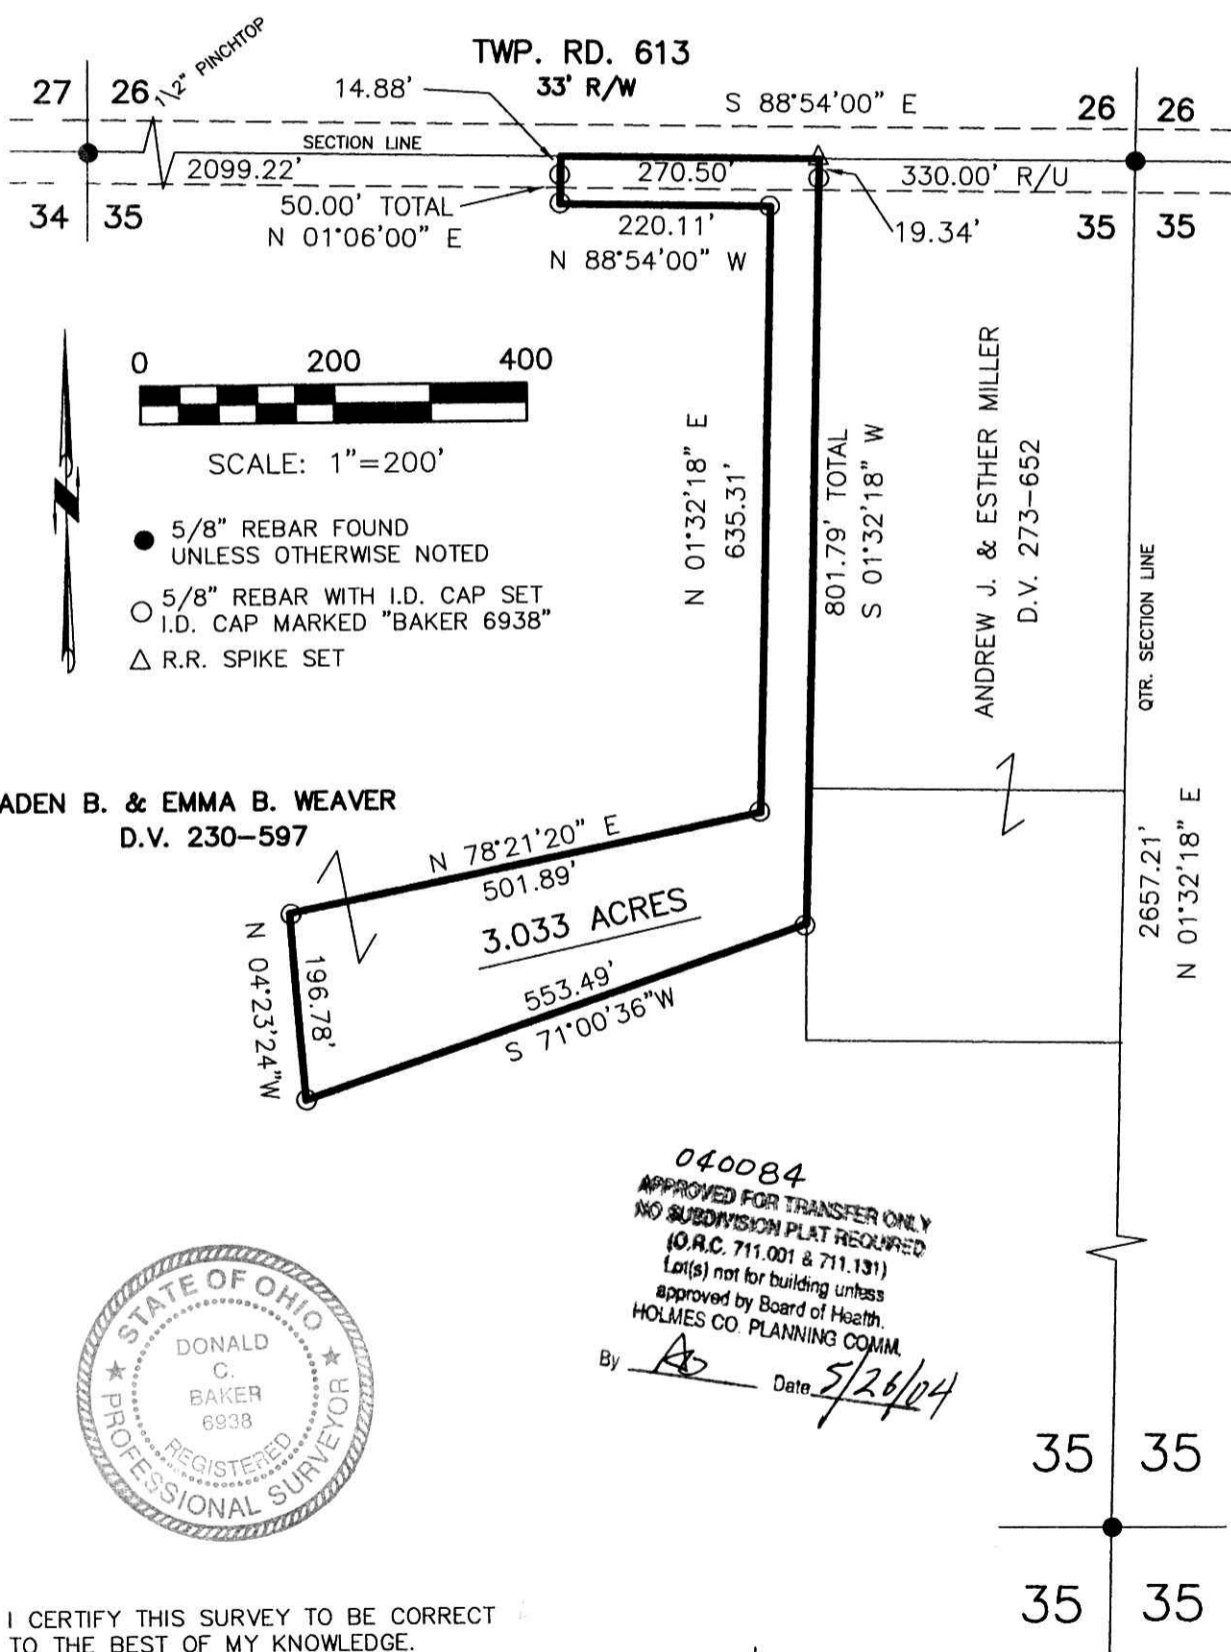 TWP. RD. 613
33' R/W
27
26
1\2" PINCHTOP
14.88'
S 88°54'00" E
26
26
SECTION LINE
2099.22'
270.50'
330.00' R/U
34
35
50.00' TOTAL
N 01°06'00" E
220.11'
N 88°54'00" W
19.34'
35
35
0 200 400
SCALE: 1"=200'
5/8" REBAR FOUND
UNLESS OTHERWISE NOTED
5/8" REBAR WITH I.D. CAP SET
I.D. CAP MARKED "BAKER 6938"
R.R. SPIKE SET
N 01°32'18" E
635.31'
801.79' TOTAL
S 01°32'18" W
ANDREW J. & ESTHER MILLER
D.V. 273-652
QTR. SECTION LINE
2657.21'
N 01°32'18" E
ADEN B. & EMMA B. WEAVER
D.V. 230-597
N 78°21'20" E
501.89'
3.033 ACRES
553.49'
S 71°00'36"W
N 04°23'24"W
196.78'
040084
APPROVED FOR TRANSFER ONLY
NO SUBDIVISION PLAT REQUIRED
(O.R.C. 711.001 & 711.131)
Lot(s) not for building unless
approved by Board of Health.
HOLMES CO. PLANNING COMM.
By Date 5/26/04
STATE OF OHIO
DONALD
C.
BAKER
6938
REGISTERED
PROFESSIONAL SURVEYOR
35
35
35
35
I CERTIFY THIS SURVEY TO BE CORRECT
TO THE BEST OF MY KNOWLEDGE.